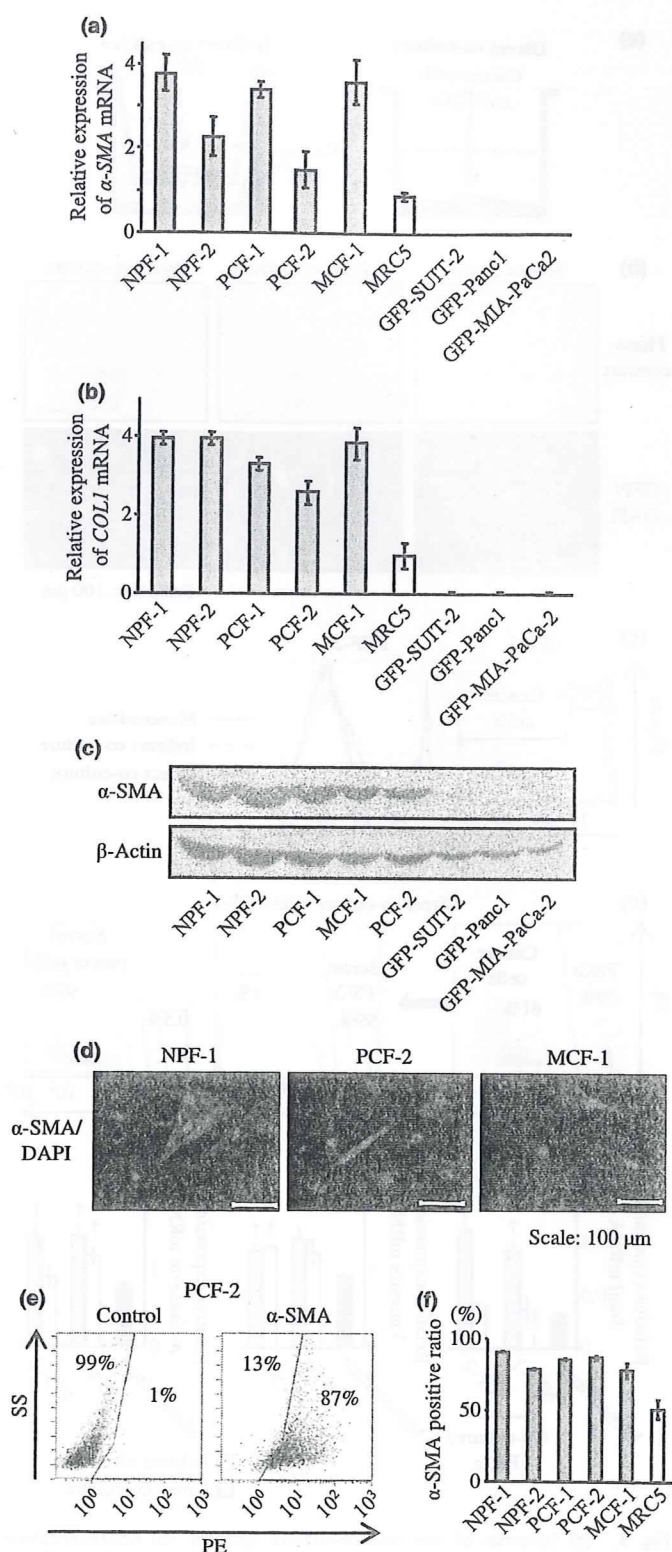 (a)
Relative expression
of α-SMA mRNA
4
2
0
NPF-1
NPF-2
PCF-1
PCF-2
MCF-1
MRC5
GFP-SUIT-2
GFP-Panc1
GFP-MIA-PaCa2
(b)
Relative expression
of COL1 mRNA
4
2
0
NPF-1
NPF-2
PCF-1
PCF-2
MCF-1
MRC5
GFP-SUIT-2
GFP-Panc1
GFP-MIA-PaCa-2
(c)
α-SMA
β-Actin
NPF-1
NPF-2
PCF-1
MCF-1
PCF-2
GFP-SUIT-2
GFP-Panc1
GFP-MIA-PaCa-2
(d)
NPF-1 PCF-2 MCF-1
α-SMA/
DAPI
Scale: 100 μm
(e)
PCF-2
Control α-SMA
99% 1%
13% 87%
SS
10⁰ 10¹ 10² 10³
10⁰ 10¹ 10² 10³
PE
(f)
(%)
α-SMA positive ratio
100
50
0
NPF-1
NPF-2
PCF-1
PCF-2
MCF-1
MRC5